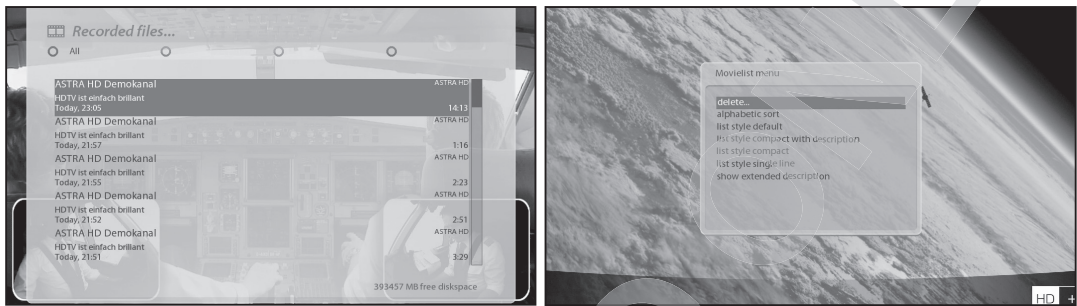 Recorded files...
All
ASTRA HD Demokanal ASTRA HD
HDTV ist einfach brillant
Today, 23:05 14:13
ASTRA HD Demokanal ASTRA HD
HDTV ist einfach brillant
Today, 21:57 1:16
ASTRA HD Demokanal ASTRA HD
HDTV ist einfach brillant
Today, 21:55 2:23
ASTRA HD Demokanal ASTRA HD
HDTV ist einfach brillant
Today, 21:52 2:51
ASTRA HD Demokanal ASTRA HD
HDTV ist einfach brillant
Today, 21:51 3:29
393457 MB free diskspace
Movielist menu
delete...
alphabetic sort
list style default
list style compact with description
list style compact
list style single line
show extended description
HD +